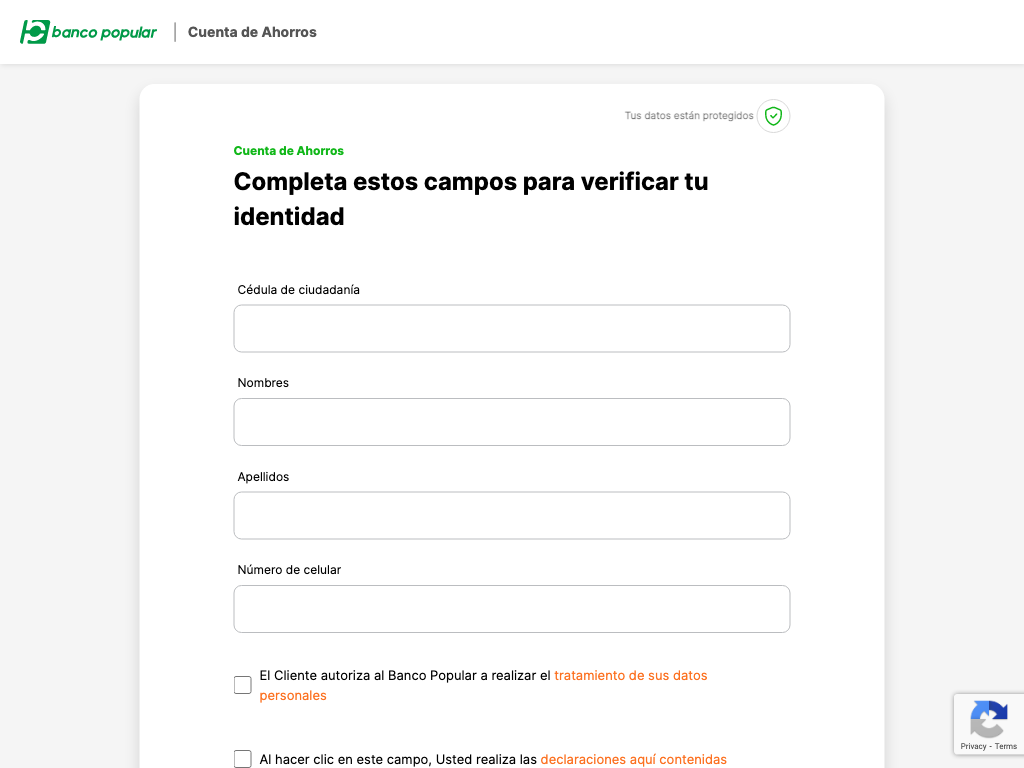 banco popular
Cuenta de Ahorros
Tus datos están protegidos
Cuenta de Ahorros
Completa estos campos para verificar tu
identidad
Cédula de ciudadanía
Nombres
Apellidos
Número de celular
El Cliente autoriza al Banco Popular a realizar el tratamiento de sus datos
personales
Al hacer clic en este campo, Usted realiza las declaraciones aquí contenidas
Privacy - Terms